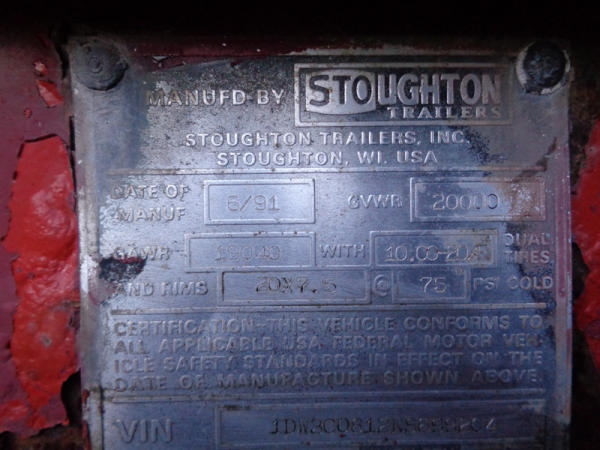 MANUFD BY STOUGHTON
TRAILERS
STOUGHTON TRAILERS, INC.
STOUGHTON, WI. USA
DATE OF MANUF 6/91 GVWR 20000
GAWR WITH DUAL TIRES
AND RIMS 20X7.5 @ 75 PSI COLD
CERTIFICATION-THIS VEHICLE CONFORMS TO
ALL APPLICABLE USA FEDERAL MOTOR VEH-
ICLE SAFETY STANDARDS IN EFFECT ON THE
DATE OF MANUFACTURE SHOWN ABOVE.
VIN